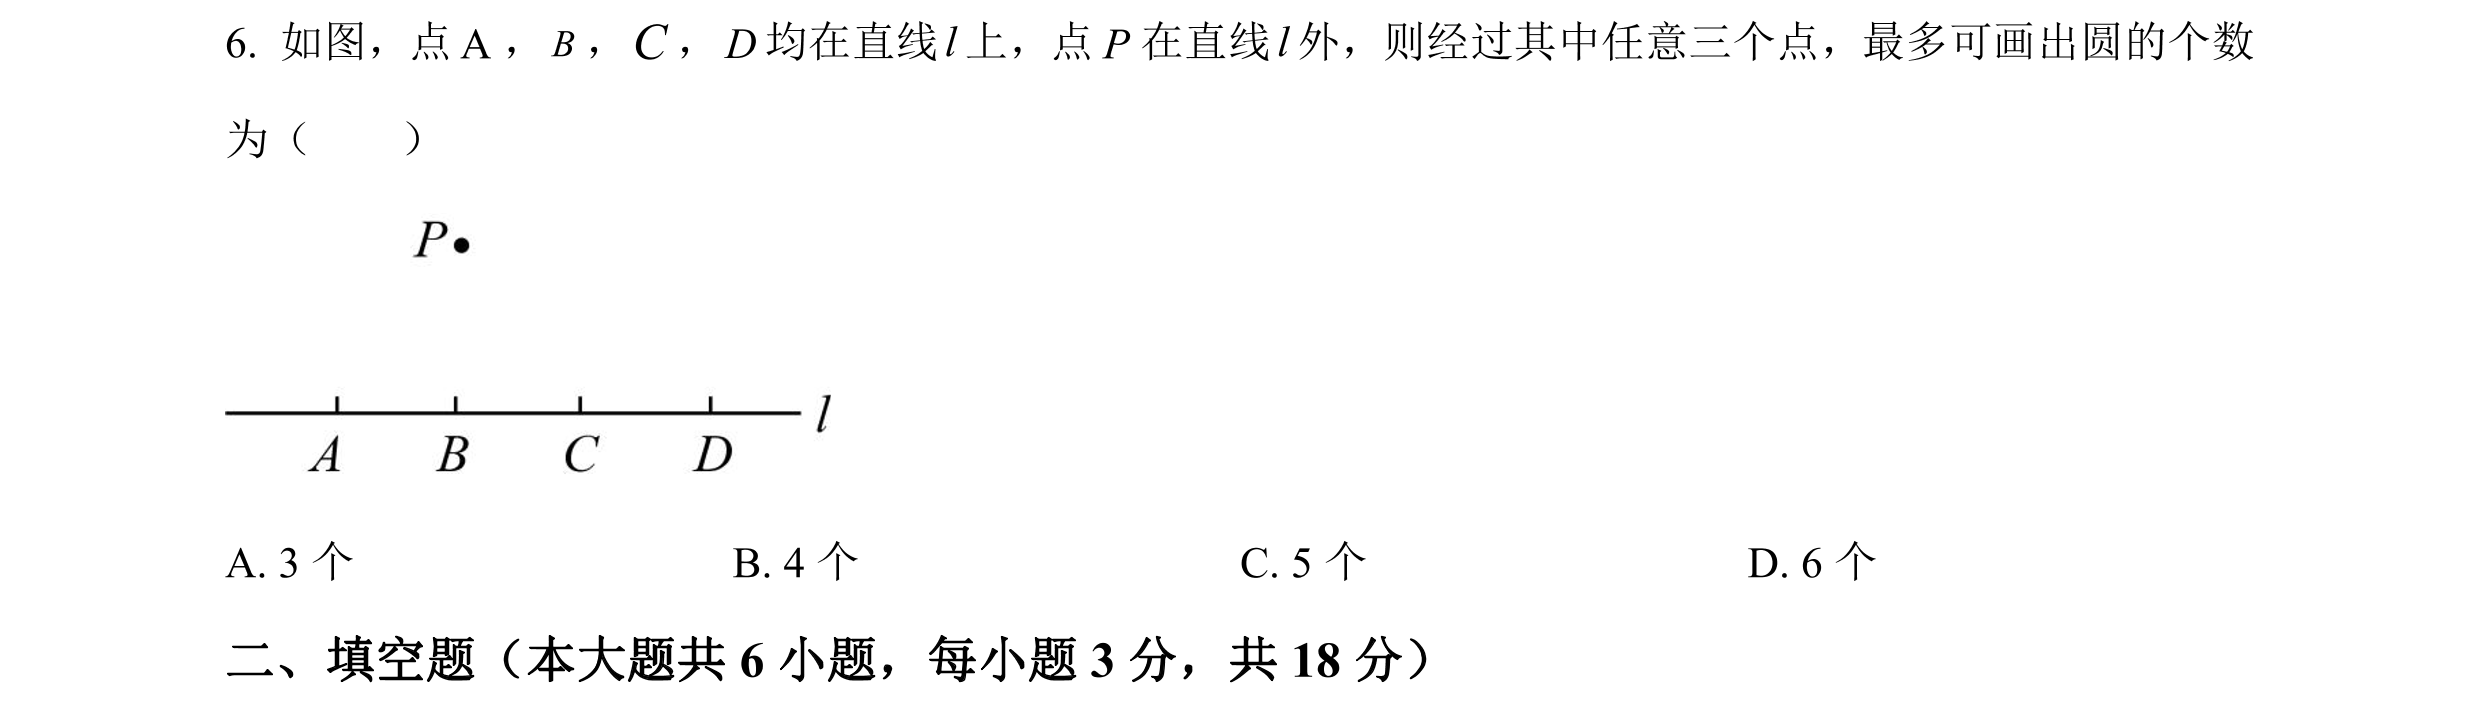 6. 如图，点 A ，B ，C ，D 均在直线 l 上，点 P 在直线 l 外，则经过其中任意三个点，最多可画出圆的个数
为（　　）
P
l
A B C D
A. 3 个 B. 4 个 C. 5 个 D. 6 个
二、填空题（本大题共 6 小题，每小题 3 分，共 18 分）